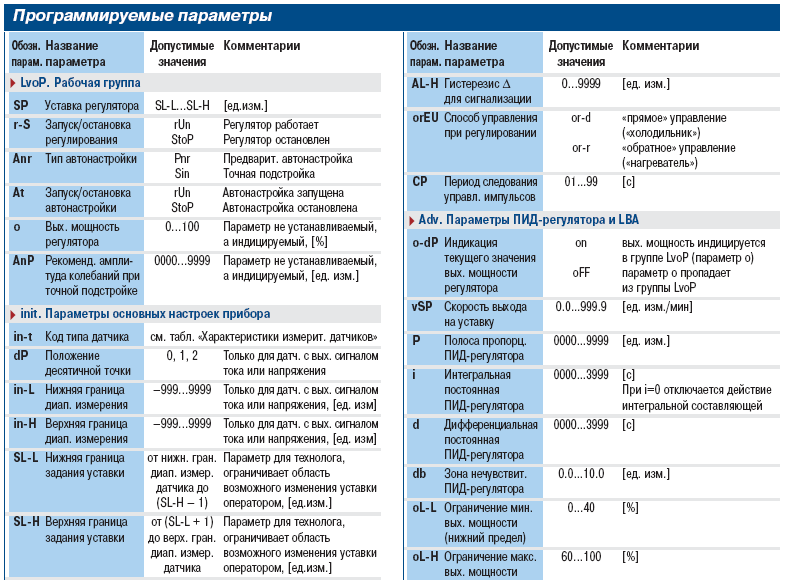 Программируемые параметры
Обозн. Название Допустимые Комментарии
парам. параметра значения
LvoP. Рабочая группа
SP Уставка регулятора SL-L...SL-H [ед.изм.]
r-S Запуск/остановка rUn Регулятор работает
регулирования StoP Регулятор остановлен
Anr Тип автонастройки Pnr Предварит. автонастройка
Sin Точная подстройка
At Запуск/остановка rUn Автонастройка запущена
автонастройки StoP Автонастройка остановлена
o Вых. мощность 0...100 Параметр не устанавливаемый,
регулятора а индицируемый, [%]
AnP Рекоменд. ампли- 0000...9999 Параметр не устанавливаемый,
туда колебаний при а индицируемый, [ед. изм.]
точной подстройке
init. Параметры основных настроек прибора
in-t Код типа датчика см. табл. «Характеристики измерит. датчиков»
dP Положение 0, 1, 2 Только для датч. с вых. сигналом
десятичной точки тока или напряжения
in-L Нижняя граница –999...9999 Только для датч. с вых. сигналом
диап. измерения тока или напряжения, [ед. изм]
in-H Верхняя граница –999...9999 Только для датч. с вых. сигналом
диап. измерения тока или напряжения, [ед. изм]
SL-L Нижняя граница от нижн. гран. Параметр для технолога,
задания уставки диап. измер. ограничивает область
датчика до возможного изменения уставки
(SL-H – 1) оператором, [ед.изм.]
SL-H Верхняя граница от (SL-L + 1) Параметр для технолога,
задания уставки до верх. гран. ограничивает область
диап. измер. возможного изменения уставки
датчика оператором, [ед.изм.]
Обозн. Название Допустимые Комментарии
парам. параметра значения
AL-H Гистерезис Δ 0...9999 [ед. изм.]
для сигнализации
orEU Способ управления or-d «прямое» управление
при регулировании («холодильник»)
or-r «обратное» управление
(«нагреватель»)
CP Период следования 01...99 [с]
управл. импульсов
Adv. Параметры ПИД-регулятора и LBA
o-dP Индикация on вых. мощность индицируется
текущего значения в группе LvoP (параметр o)
вых. мощности oFF параметр o пропадает
регулятора из группы LvoP
vSP Скорость выхода 0.0...999.9 [ед. изм./мин]
на уставку
P Полоса пропорц. 0000...9999 [ед. изм.]
ПИД-регулятора
i Интегральная 0000...3999 [с]
постоянная При i=0 отключается действие
ПИД-регулятора интегральной составляющей
d Дифференциальная 0000...3999 [с]
постоянная
ПИД-регулятора
db Зона нечувствит. 0.0...10.0 [ед. изм.]
ПИД-регулятора
oL-L Ограничение мин. 0...40 [%]
вых. мощности
(нижний предел)
oL-H Ограничение макс. 60...100 [%]
вых. мощности